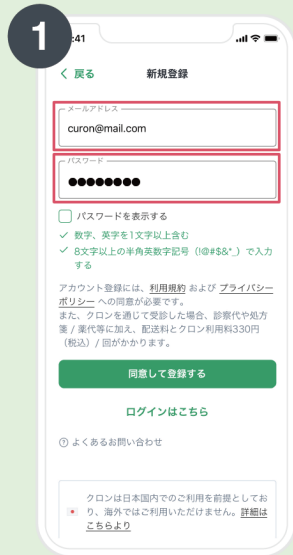 1
:41
戻る
新規登録
メールアドレス
curon@mail.com
パスワード
●●●●●●●●
パスワードを表示する
数字、英字を1文字以上含む
8文字以上の半角英数字記号（!@#$&*_）で入力
する
アカウント登録には、利用規約 および プライバシー
ポリシー への同意が必要です。
また、クロンを通じて受診した場合、診察代や処方
箋 / 薬代等に加え、配送料とクロン利用料330円
（税込）/ 回がかかります。
同意して登録する
ログインはこちら
よくあるお問い合わせ
クロンは日本国内でのご利用を前提としてお
り、海外ではご利用いただけません。詳細は
こちらより